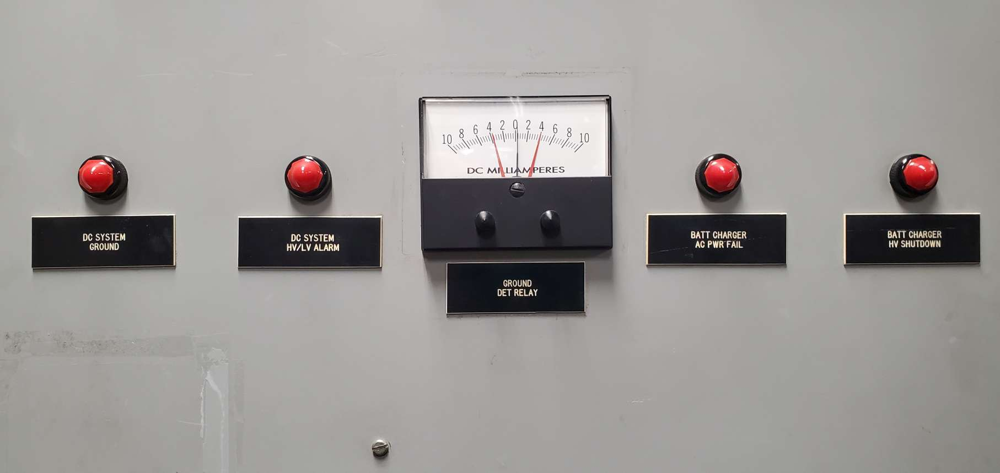 10 8 6 4 2 0 2 4 6 8 10
DC MILLIAMPERES
DC SYSTEM
GROUND
DC SYSTEM
HV/LV ALARM
GROUND
DET RELAY
BATT CHARGER
AC PWR FAIL
BATT CHARGER
HV SHUTDOWN